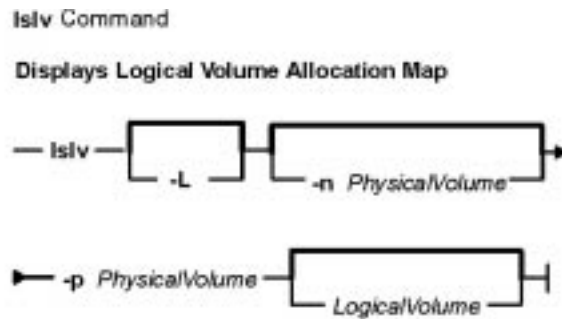 lslv Command
Displays Logical Volume Allocation Map
lslv
-L
-n PhysicalVolume
-p PhysicalVolume
LogicalVolume